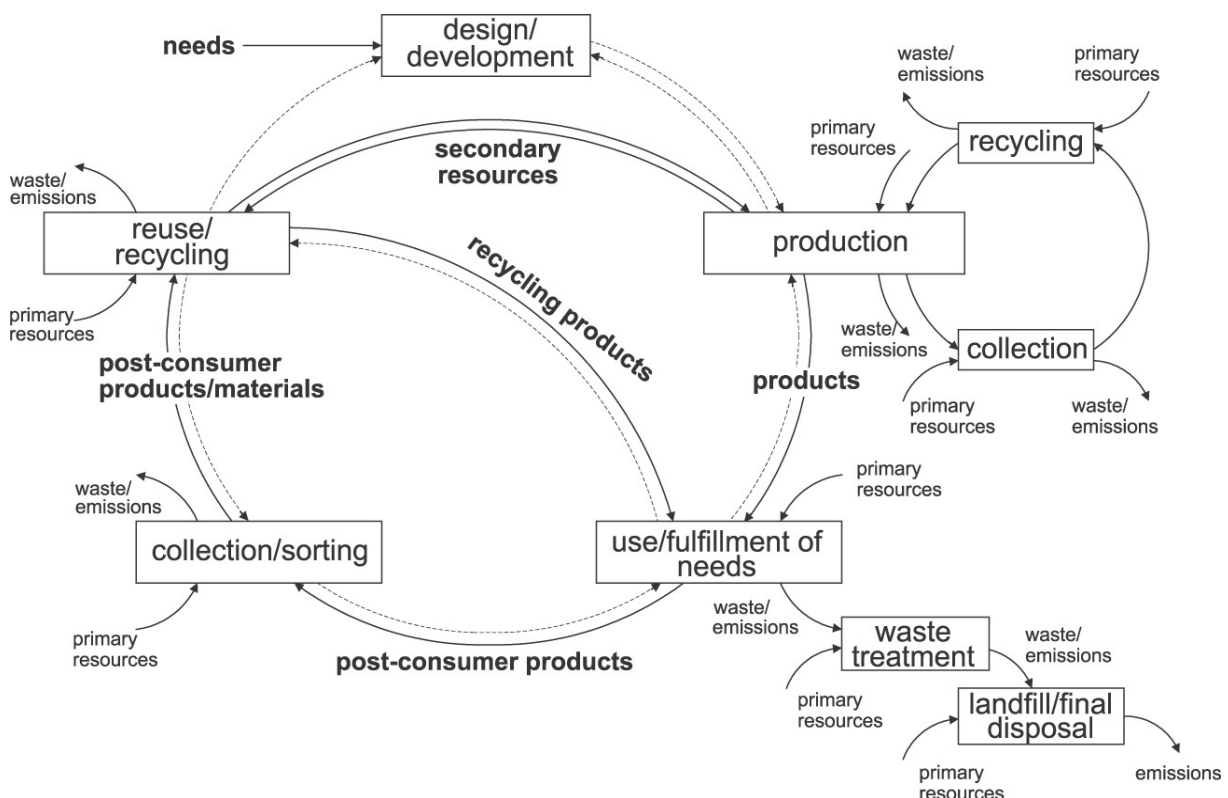 needs
design/
development
waste/
emissions
primary
resources
primary
resources
recycling
secondary
resources
waste/
emissions
reuse/
recycling
production
recycling products
primary
resources
waste/
emissions
collection
post-consumer
products/materials
products
primary
resources
waste/
emissions
waste/
emissions
primary
resources
collection/sorting
use/fulfillment of
needs
primary
resources
waste/
emissions
post-consumer products
waste
treatment
waste/
emissions
primary
resources
landfill/final
disposal
primary
resources
emissions